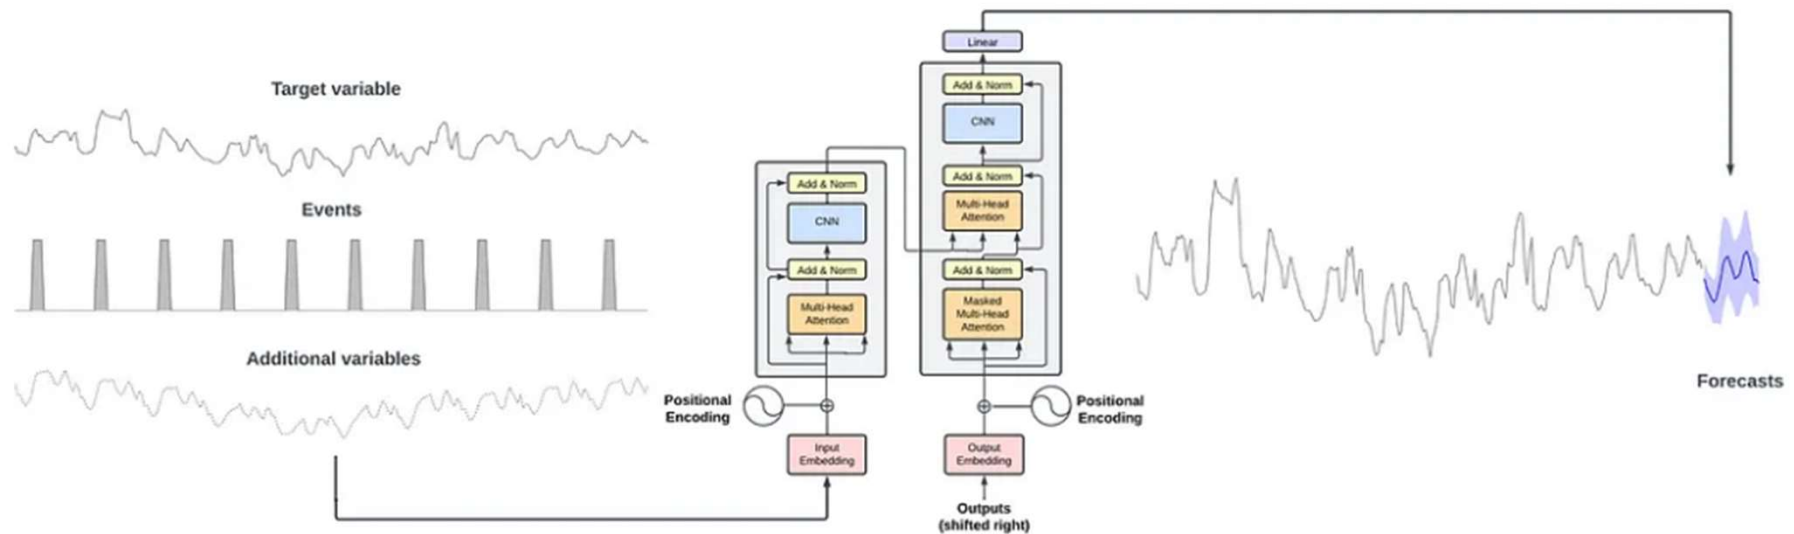 Target variable
Events
Additional variables
Positional
Encoding
Add & Norm
CNN
Add & Norm
Multi-Head
Attention
Input
Embedding
Linear
Add & Norm
CNN
Add & Norm
Multi-Head
Attention
Add & Norm
Masked
Multi-Head
Attention
Output
Embedding
Outputs
(shifted right)
Positional
Encoding
Forecasts